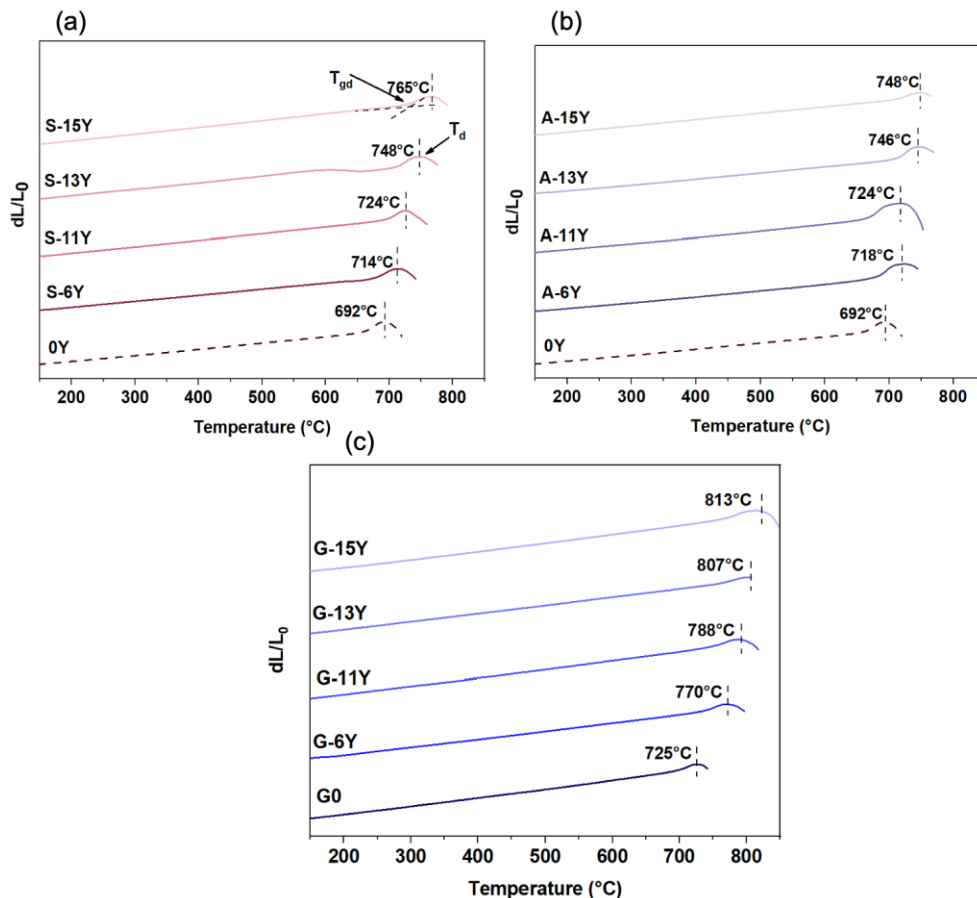 (a)
dL/L0
S-15Y
S-13Y
S-11Y
S-6Y
0Y
Tgd
765°C
Td
748°C
724°C
714°C
692°C
200 300 400 500 600 700 800
Temperature (°C)
(b)
dL/L0
A-15Y
A-13Y
A-11Y
A-6Y
0Y
748°C
746°C
724°C
718°C
692°C
200 300 400 500 600 700 800
Temperature (°C)
(c)
dL/L0
G-15Y
G-13Y
G-11Y
G-6Y
G0
813°C
807°C
788°C
770°C
725°C
200 300 400 500 600 700 800
Temperature (°C)